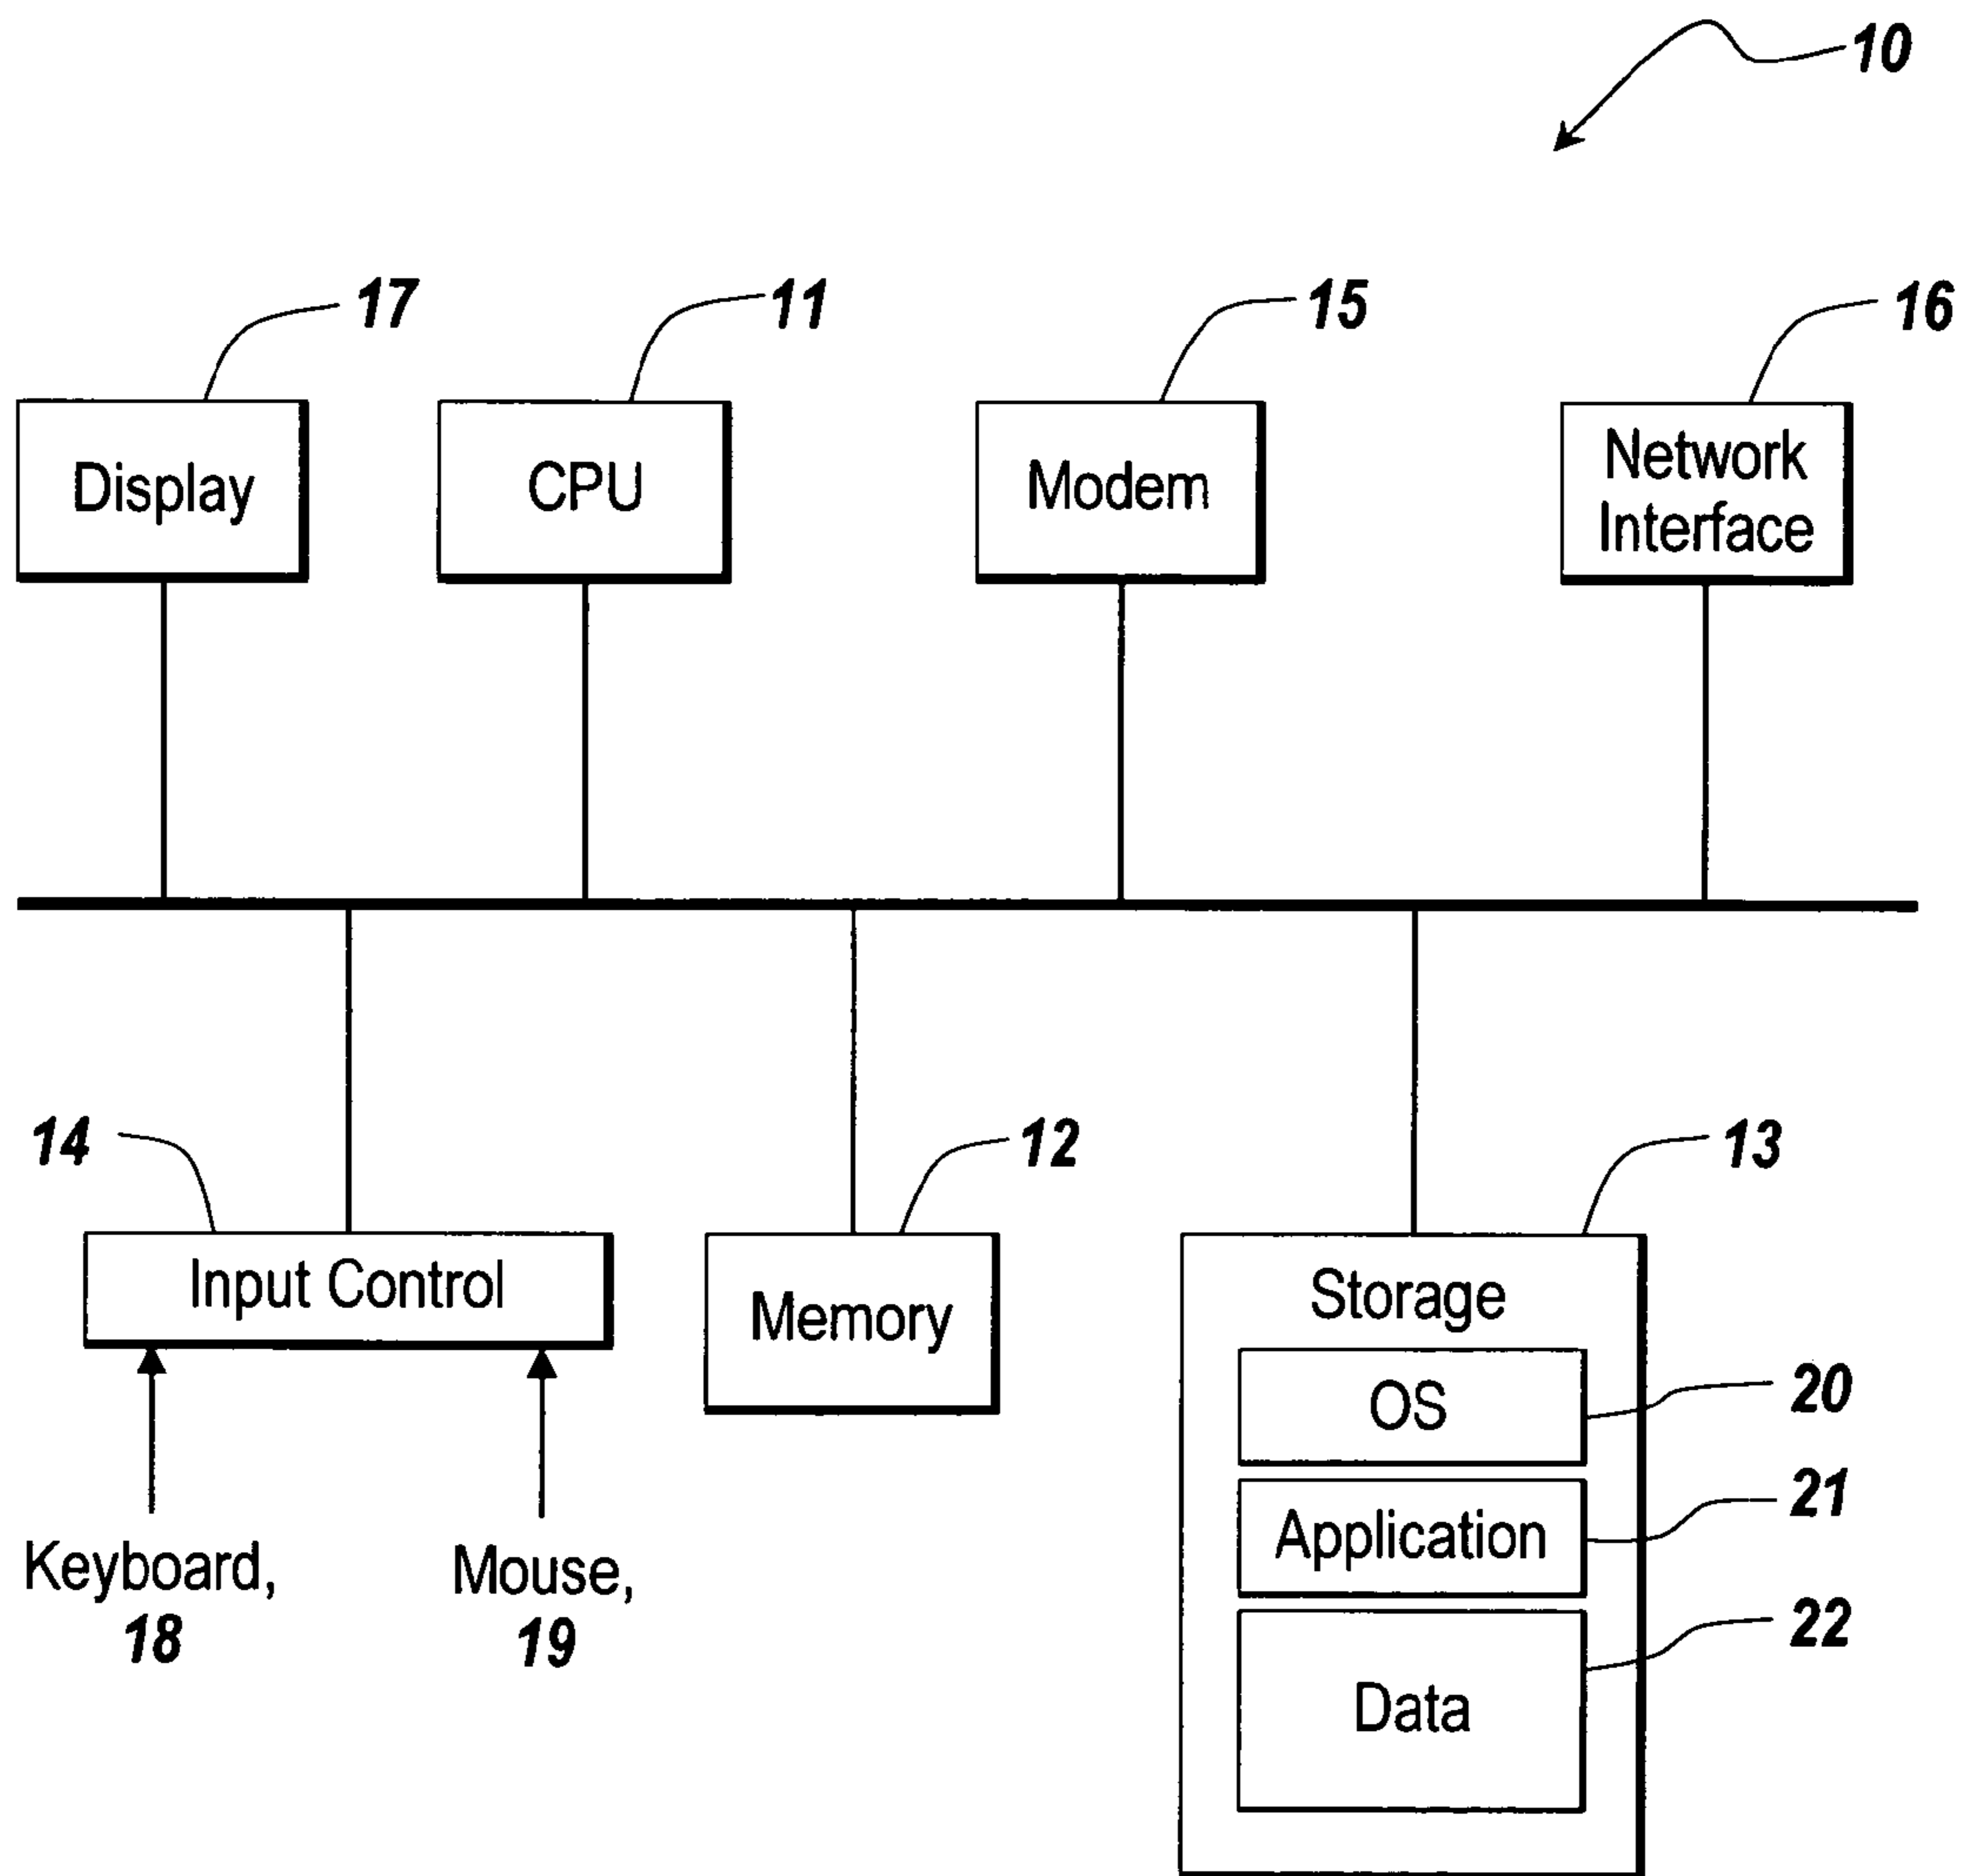 10
17
11
15
16
Display
CPU
Modem
Network
Interface
14
12
13
Input Control
Memory
Storage
OS
20
Application
21
Data
22
Keyboard,
18
Mouse,
19